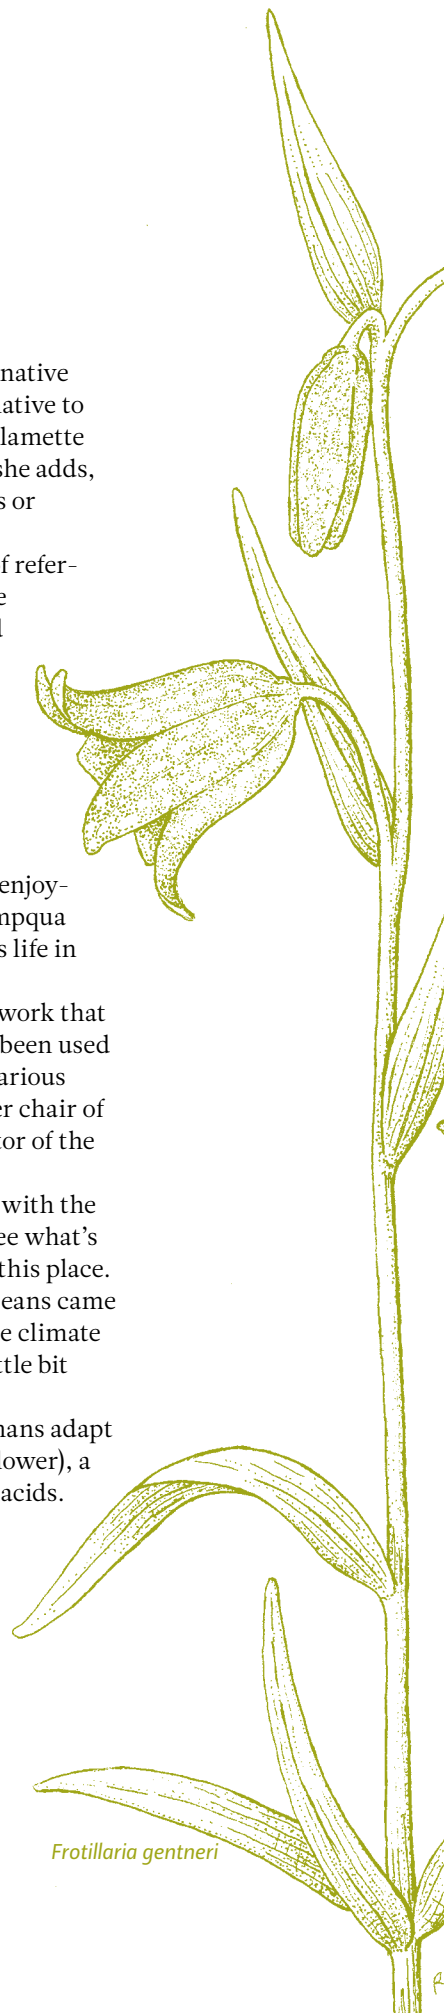 native
ative to
lamette
she adds,
s or
f refer-
e
l
enjoy-
mpqua
s life in
work that
been used
arious
er chair of
tor of the
with the
ee what's
this place.
eans came
e climate
ttle bit
mans adapt
lower), a
acids.
Frotillaria gentneri
R